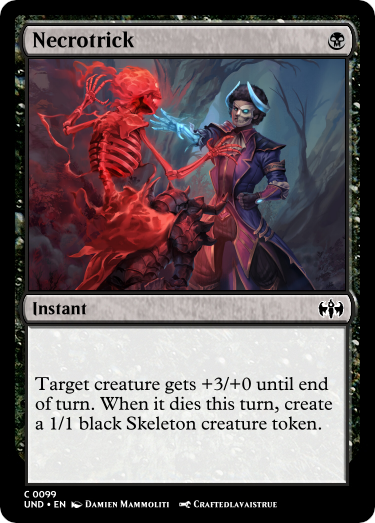 Necrotrick
Instant
Target creature gets +3/+0 until end
of turn. When it dies this turn, create
a 1/1 black Skeleton creature token.
C 0099
UND • EN Damien Mammoliti Craftedlavaistrue